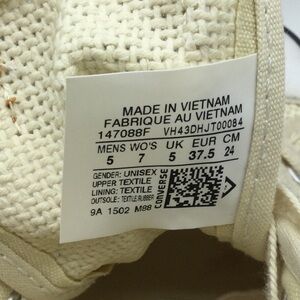 MADE IN VIETNAM
FABRIQUE AU VIETNAM
147088F VH43DHJT00084
MENS WO'S UK EUR CM
5 7 5 37.5 24
GENDER: UNISEX
UPPER: TEXTILE
LINING: TEXTILE
OUTSOLE: TEXTILE/RUBBER
9A 1502 M88
CONVERSE